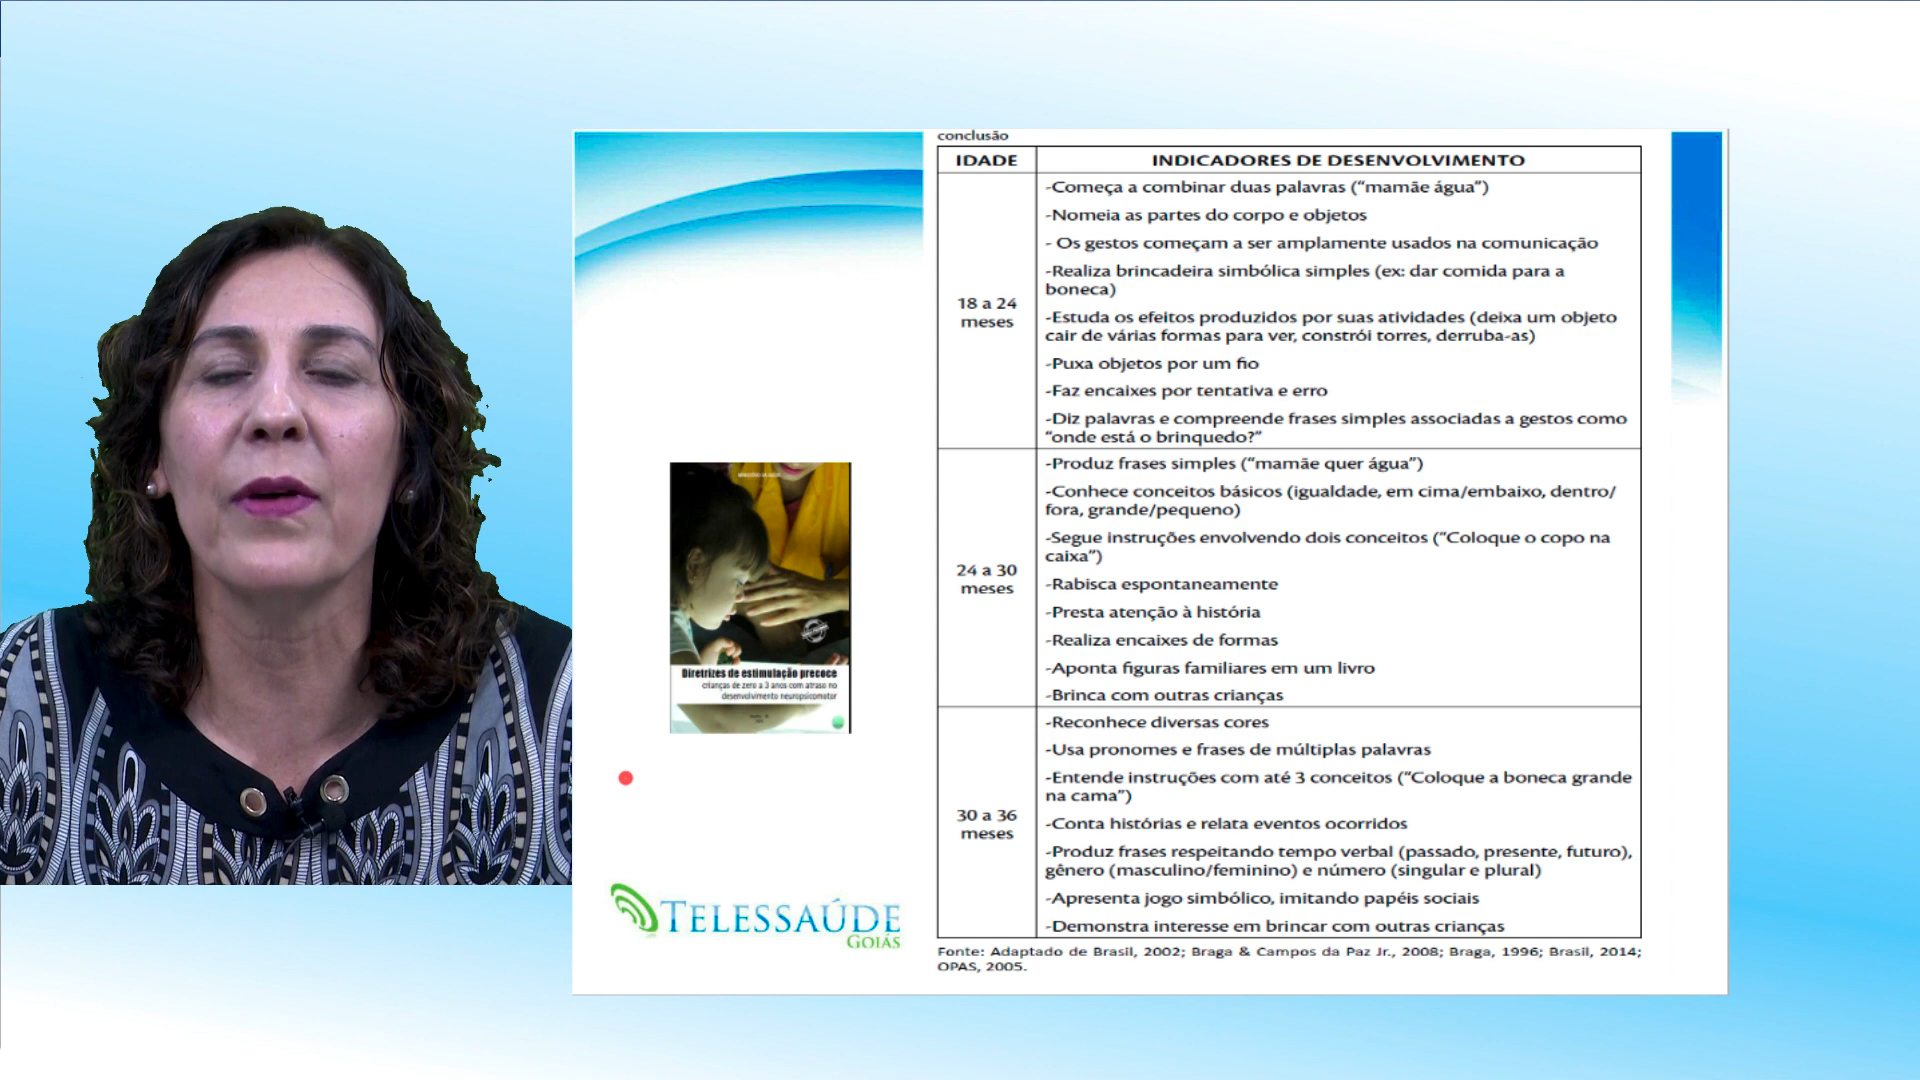 conclusão
IDADE
INDICADORES DE DESENVOLVIMENTO
18 a 24
meses
-Começa a combinar duas palavras (“mamãe água”)
-Nomeia as partes do corpo e objetos
- Os gestos começam a ser amplamente usados na comunicação
-Realiza brincadeira simbólica simples (ex: dar comida para a
boneca)
-Estuda os efeitos produzidos por suas atividades (deixa um objeto
cair de várias formas para ver, constrói torres, derruba-as)
-Puxa objetos por um fio
-Faz encaixes por tentativa e erro
-Diz palavras e compreende frases simples associadas a gestos como
“onde está o brinquedo?”
24 a 30
meses
-Produz frases simples (“mamãe quer água”)
-Conhece conceitos básicos (igualdade, em cima/embaixo, dentro/
fora, grande/pequeno)
-Segue instruções envolvendo dois conceitos (“Coloque o copo na
caixa”)
-Rabisca espontaneamente
-Presta atenção à história
-Realiza encaixes de formas
-Aponta figuras familiares em um livro
-Brinca com outras crianças
30 a 36
meses
-Reconhece diversas cores
-Usa pronomes e frases de múltiplas palavras
-Entende instruções com até 3 conceitos (“Coloque a boneca grande
na cama”)
-Conta histórias e relata eventos ocorridos
-Produz frases respeitando tempo verbal (passado, presente, futuro),
gênero (masculino/feminino) e número (singular e plural)
-Apresenta jogo simbólico, imitando papéis sociais
-Demonstra interesse em brincar com outras crianças
Fonte: Adaptado de Brasil, 2002; Braga & Campos da Paz Jr., 2008; Braga, 1996; Brasil, 2014;
OPAS, 2005.
Diretrizes de estimulação precoce
crianças de zero a 3 anos com atraso no
desenvolvimento neuropsicomotor
TELESSAÚDE
GOIÁS